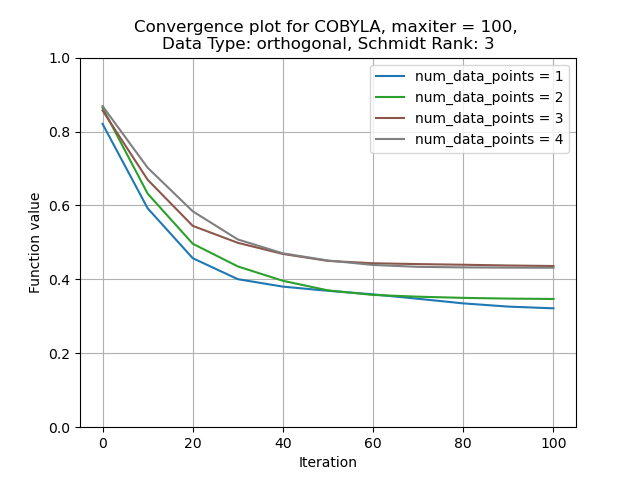 Convergence plot for COBYLA, maxiter = 100,
Data Type: orthogonal, Schmidt Rank: 3
num_data_points = 1
num_data_points = 2
num_data_points = 3
num_data_points = 4
Function value
1.0
0.8
0.6
0.4
0.2
0.0
0 20 40 60 80 100
Iteration